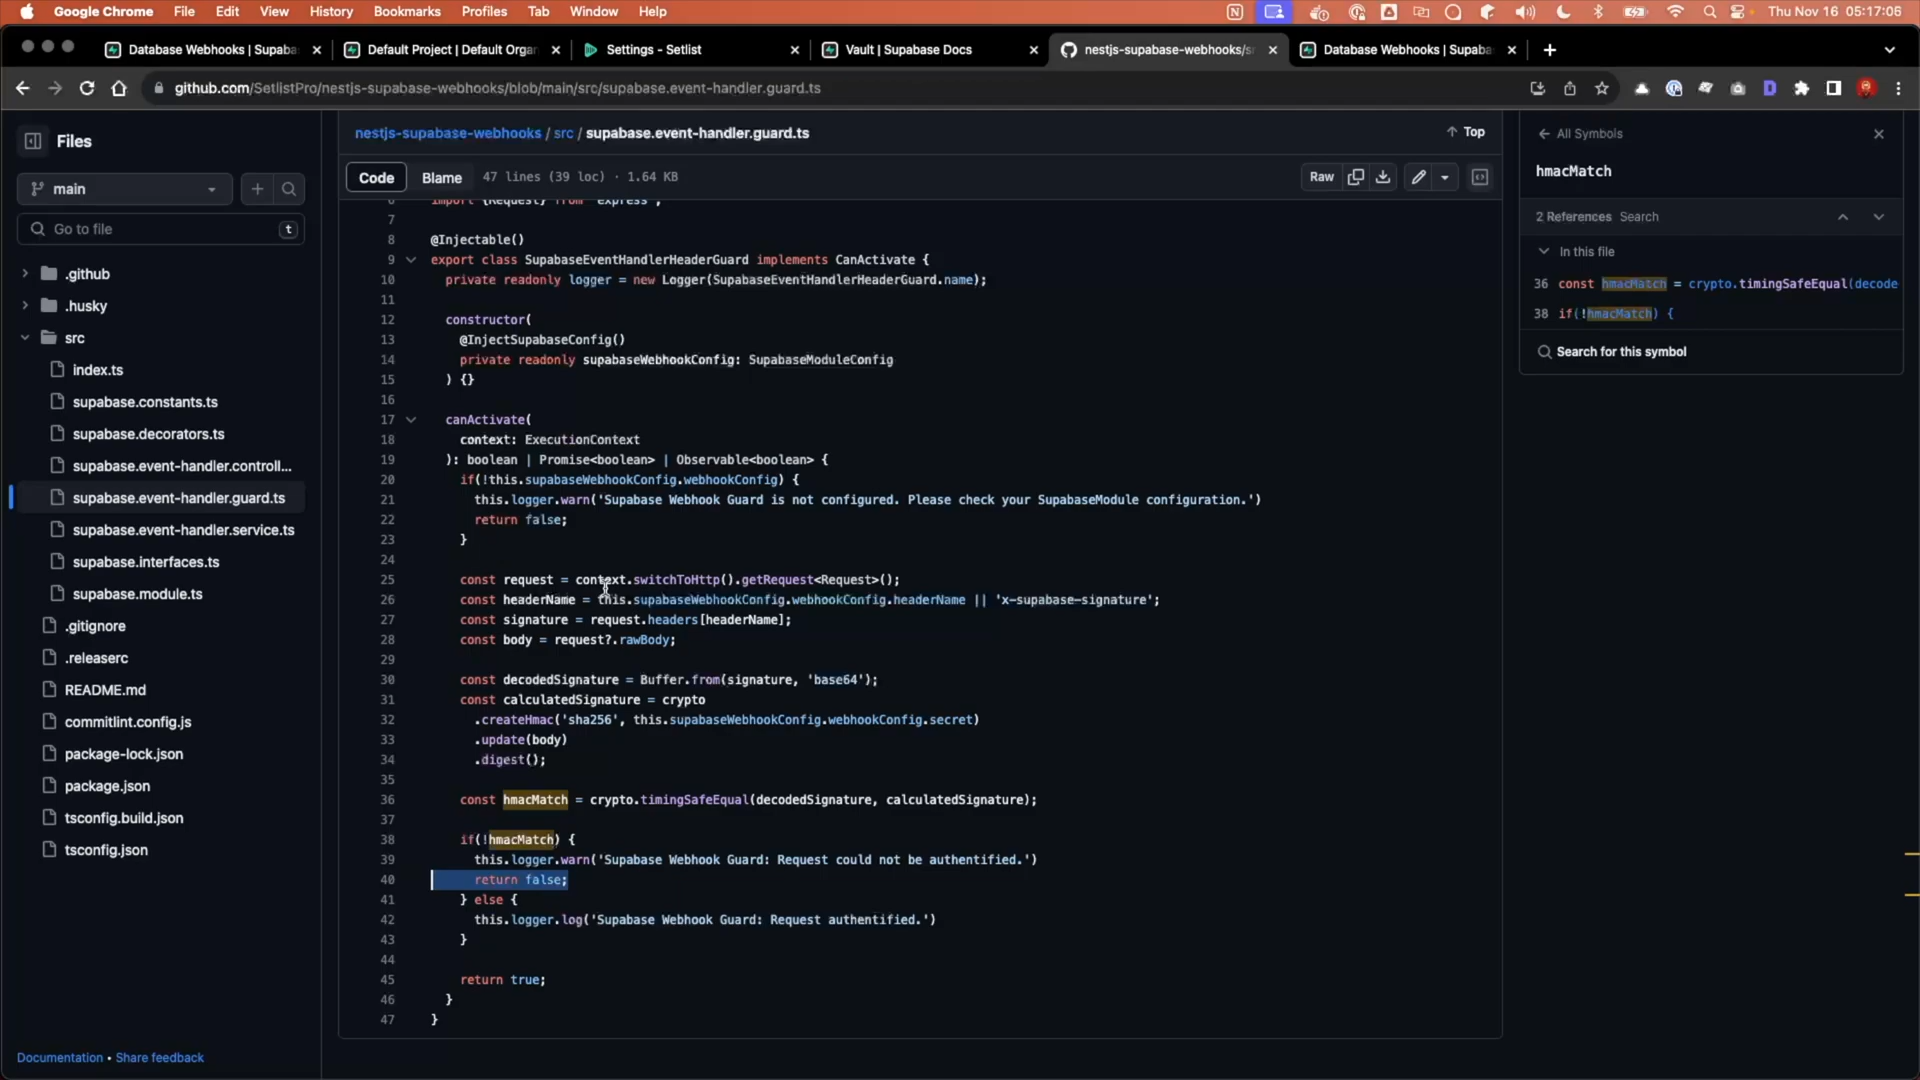 Google Chrome File Edit View History Bookmarks Profiles Tab Window Help Thu Nov 16 05:17:06
Database Webhooks | Supaba
Default Project | Default Organ
Settings - Setlist
Vault | Supabase Docs
nestjs-supabase-webhooks/sr
Database Webhooks | Supaba
github.com/SetlistPro/nestjs-supabase-webhooks/blob/main/src/supabase.event-handler.guard.ts
Files
main
Go to file t
.github
.husky
src
index.ts
supabase.constants.ts
supabase.decorators.ts
supabase.event-handler.controll...
supabase.event-handler.guard.ts
supabase.event-handler.service.ts
supabase.interfaces.ts
supabase.module.ts
.gitignore
.releaserc
README.md
commitlint.config.js
package-lock.json
package.json
tsconfig.build.json
tsconfig.json
Documentation • Share feedback
nestjs-supabase-webhooks / src / supabase.event-handler.guard.ts
Top
Code Blame 47 lines (39 loc) · 1.64 KB
Raw
6 import {Request} from "express";
7
8 @Injectable()
9 export class SupabaseEventHandlerHeaderGuard implements CanActivate {
10 private readonly logger = new Logger(SupabaseEventHandlerHeaderGuard.name);
11
12 constructor(
13 @InjectSupabaseConfig()
14 private readonly supabaseWebhookConfig: SupabaseModuleConfig
15 ) {}
16
17 canActivate(
18 context: ExecutionContext
19 ): boolean | Promise<boolean> | Observable<boolean> {
20 if(!this.supabaseWebhookConfig.webhookConfig) {
21 this.logger.warn('Supabase Webhook Guard is not configured. Please check your SupabaseModule configuration.')
22 return false;
23 }
24
25 const request = context.switchToHttp().getRequest<Request>();
26 const headerName = this.supabaseWebhookConfig.webhookConfig.headerName || 'x-supabase-signature';
27 const signature = request.headers[headerName];
28 const body = request?.rawBody;
29
30 const decodedSignature = Buffer.from(signature, 'base64');
31 const calculatedSignature = crypto
32 .createHmac('sha256', this.supabaseWebhookConfig.webhookConfig.secret)
33 .update(body)
34 .digest();
35
36 const hmacMatch = crypto.timingSafeEqual(decodedSignature, calculatedSignature);
37
38 if(!hmacMatch) {
39 this.logger.warn('Supabase Webhook Guard: Request could not be authentified.')
40 return false;
41 } else {
42 this.logger.log('Supabase Webhook Guard: Request authentified.')
43 }
44
45 return true;
46 }
47 }
All Symbols
hmacMatch
2 References Search
In this file
36 const hmacMatch = crypto.timingSafeEqual(decode
38 if(!hmacMatch) {
Search for this symbol